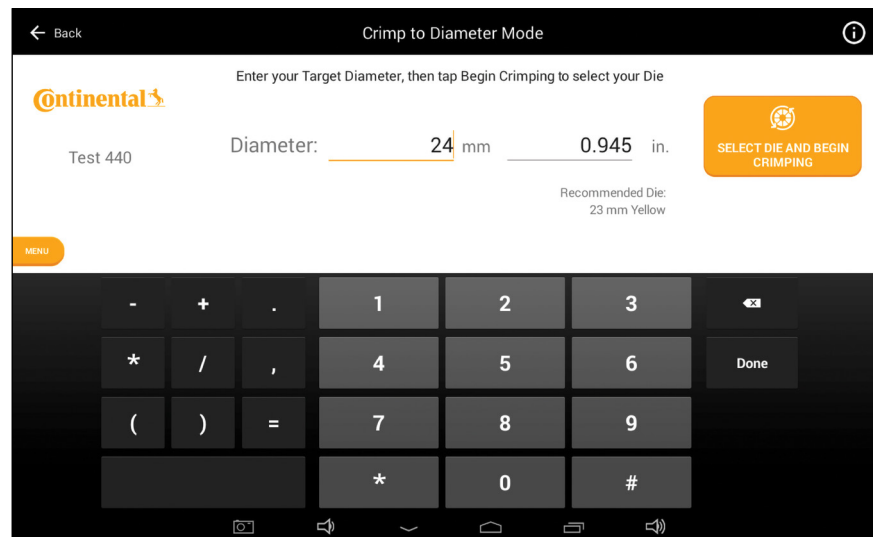 Back
Crimp to Diameter Mode
Enter your Target Diameter, then tap Begin Crimping to select your Die
Continental
Test 440
Diameter: 24 mm 0.945 in.
SELECT DIE AND BEGIN
CRIMPING
Recommended Die:
23 mm Yellow
MENU
- + . 1 2 3
* / , 4 5 6 Done
( ) = 7 8 9
* 0 #